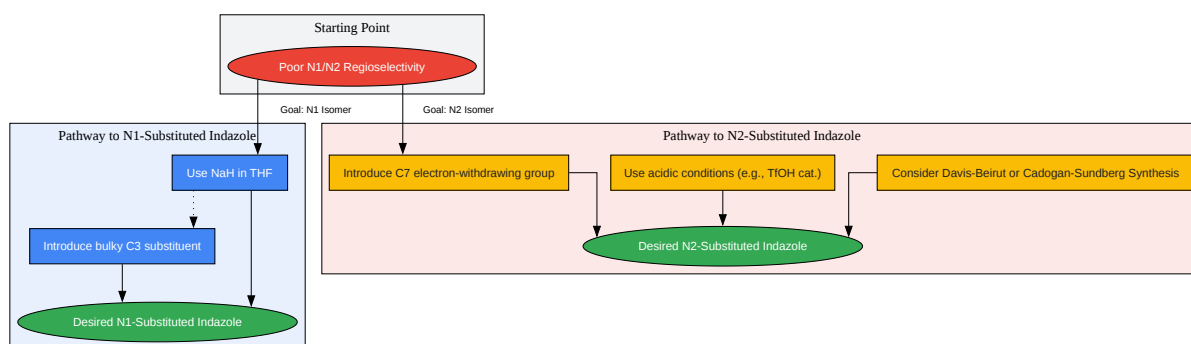 Starting Point
Poor N1/N2 Regioselectivity
Goal: N1 Isomer
Goal: N2 Isomer
Pathway to N1-Substituted Indazole
Use NaH in THF
Introduce bulky C3 substituent
Desired N1-Substituted Indazole
Pathway to N2-Substituted Indazole
Introduce C7 electron-withdrawing group
Use acidic conditions (e.g., TfOH cat.)
Consider Davis-Beirut or Cadogan-Sundberg Synthesis
Desired N2-Substituted Indazole